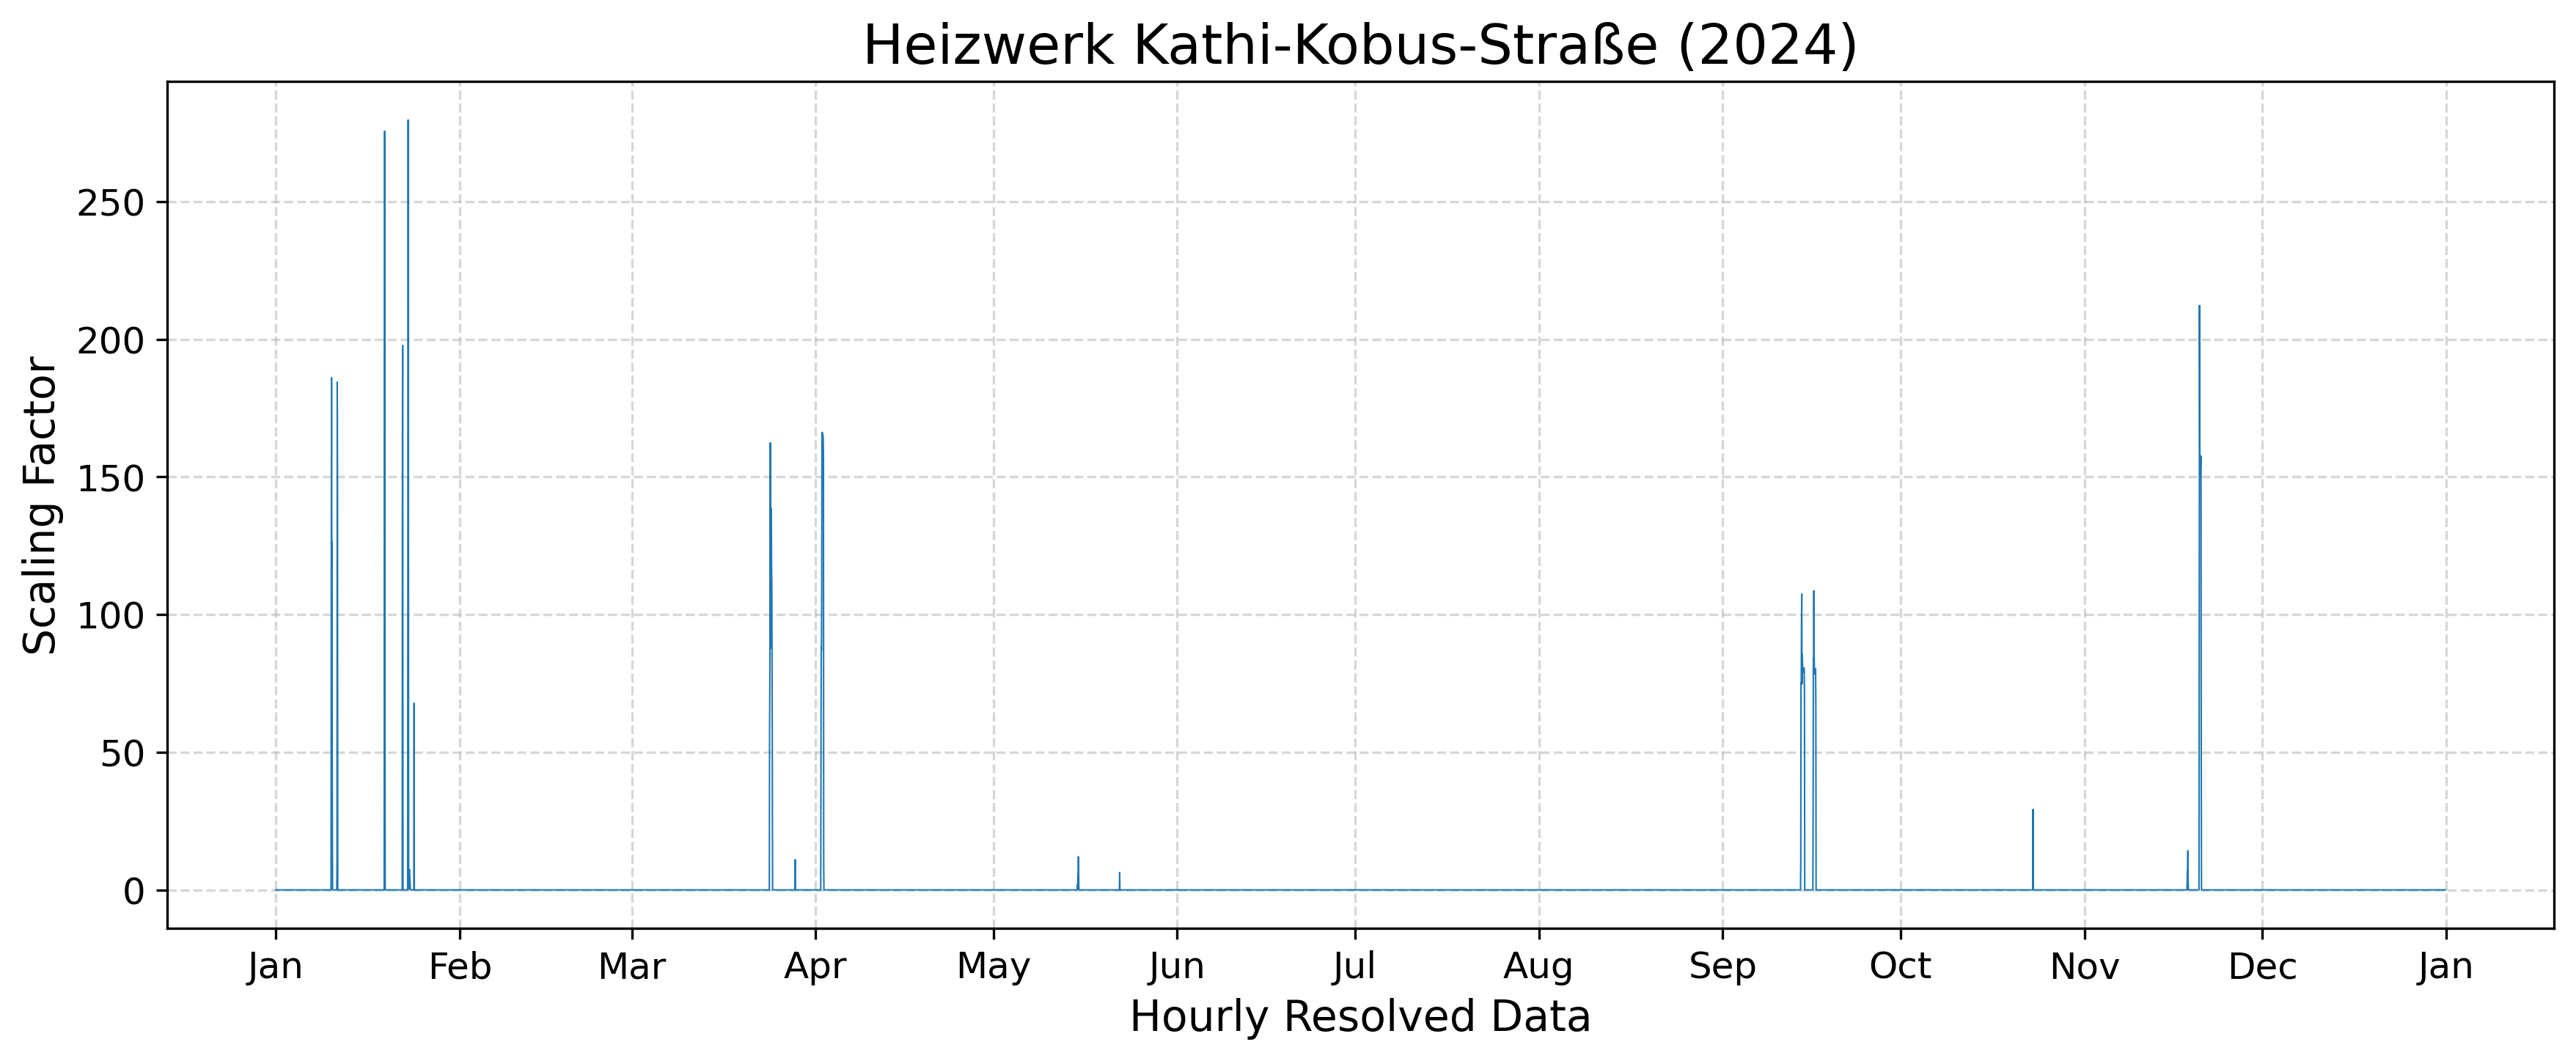 Heizwerk Kathi-Kobus-Straße (2024)
Scaling Factor
250
200
150
100
50
0
Jan Feb Mar Apr May Jun Jul Aug Sep Oct Nov Dec Jan
Hourly Resolved Data